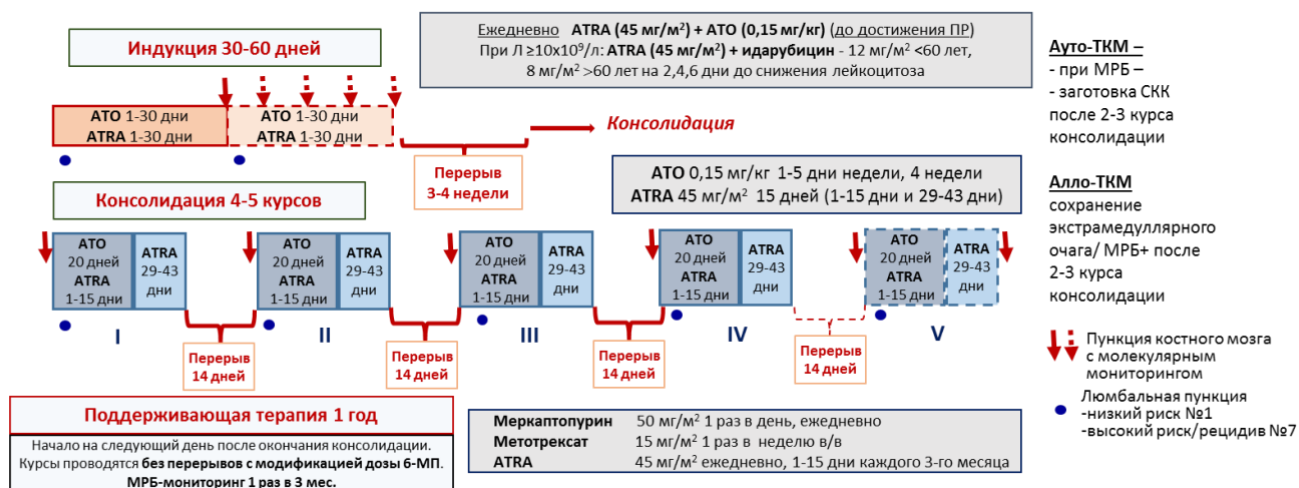 Индукция 30-60 дней
Ежедневно ATRA (45 мг/м²) + АТО (0,15 мг/кг) (до достижения ПР)
При Л ≥10х10⁹/л: ATRA (45 мг/м²) + идарубицин - 12 мг/м² <60 лет,
8 мг/м² >60 лет на 2,4,6 дни до снижения лейкоцитоза
АТО 1-30 дни
ATRA 1-30 дни
АТО 1-30 дни
ATRA 1-30 дни
Консолидация
Перерыв
3-4 недели
Консолидация 4-5 курсов
АТО 0,15 мг/кг 1-5 дни недели, 4 недели
ATRA 45 мг/м² 15 дней (1-15 дни и 29-43 дни)
АТО
20 дней
ATRA
1-15 дни
ATRA
29-43
дни
АТО
20 дней
ATRA
1-15 дни
ATRA
29-43
дни
АТО
20 дней
ATRA
1-15 дни
ATRA
29-43
дни
АТО
20 дней
ATRA
1-15 дни
ATRA
29-43
дни
АТО
20 дней
ATRA
1-15 дни
ATRA
29-43
дни
I
II
III
IV
V
Перерыв
14 дней
Перерыв
14 дней
Перерыв
14 дней
Перерыв
14 дней
Ауто-ТКМ –
- при МРБ –
- заготовка СКК
после 2-3 курса
консолидации
Алло-ТКМ
сохранение
экстрамедуллярного
очага/ МРБ+ после
2-3 курса
консолидации
Пункция костного мозга
с молекулярным
мониторингом
Люмбальная пункция
-низкий риск №1
-высокий риск/рецидив №7
Поддерживающая терапия 1 год
Начало на следующий день после окончания консолидации.
Курсы проводятся без перерывов с модификацией дозы 6-МП.
МРБ-мониторинг 1 раз в 3 мес.
Меркаптопурин 50 мг/м² 1 раз в день, ежедневно
Метотрексат 15 мг/м² 1 раз в неделю в/в
ATRA 45 мг/м² ежедневно, 1-15 дни каждого 3-го месяца